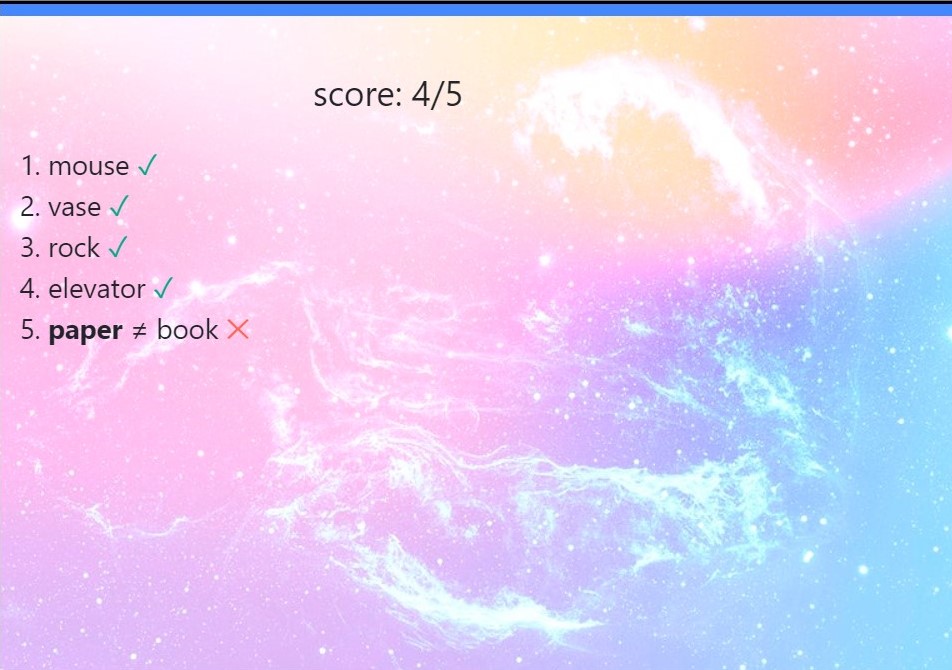 score: 4/5
1. mouse ✓
2. vase ✓
3. rock ✓
4. elevator ✓
5. paper ≠ book ✕